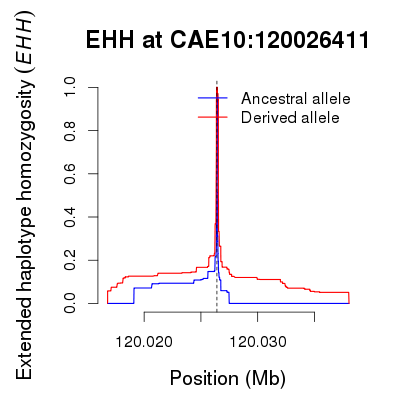 EHH at CAE10:120026411
Extended haplotype homozygosity (EHH)
Ancestral allele
Derived allele
1.0
0.8
0.6
0.4
0.2
0.0
120.020
120.030
Position (Mb)